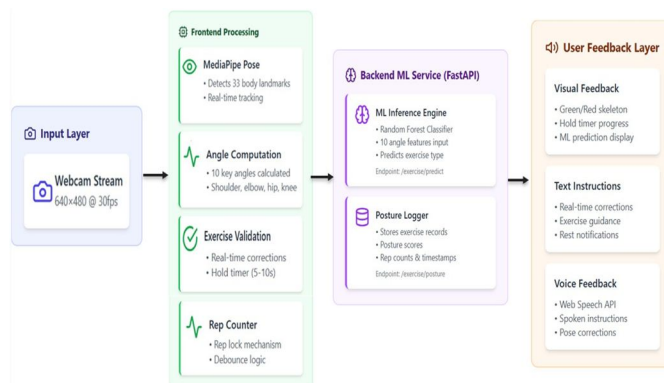 Input Layer
Webcam Stream
640×480 @ 30fps
Frontend Processing
MediaPipe Pose
• Detects 33 body landmarks
• Real-time tracking
Angle Computation
• 10 key angles calculated
• Shoulder, elbow, hip, knee
Exercise Validation
• Real-time corrections
• Hold timer (5-10s)
Rep Counter
• Rep lock mechanism
• Debounce logic
Backend ML Service (FastAPI)
ML Inference Engine
• Random Forest Classifier
• 10 angle features input
• Predicts exercise type
Endpoint: /exercise/predict
Posture Logger
• Stores exercise records
• Posture scores
• Rep counts & timestamps
Endpoint: /exercise/posture
User Feedback Layer
Visual Feedback
• Green/Red skeleton
• Hold timer progress
• ML prediction display
Text Instructions
• Real-time corrections
• Exercise guidance
• Rest notifications
Voice Feedback
• Web Speech API
• Spoken instructions
• Pose corrections